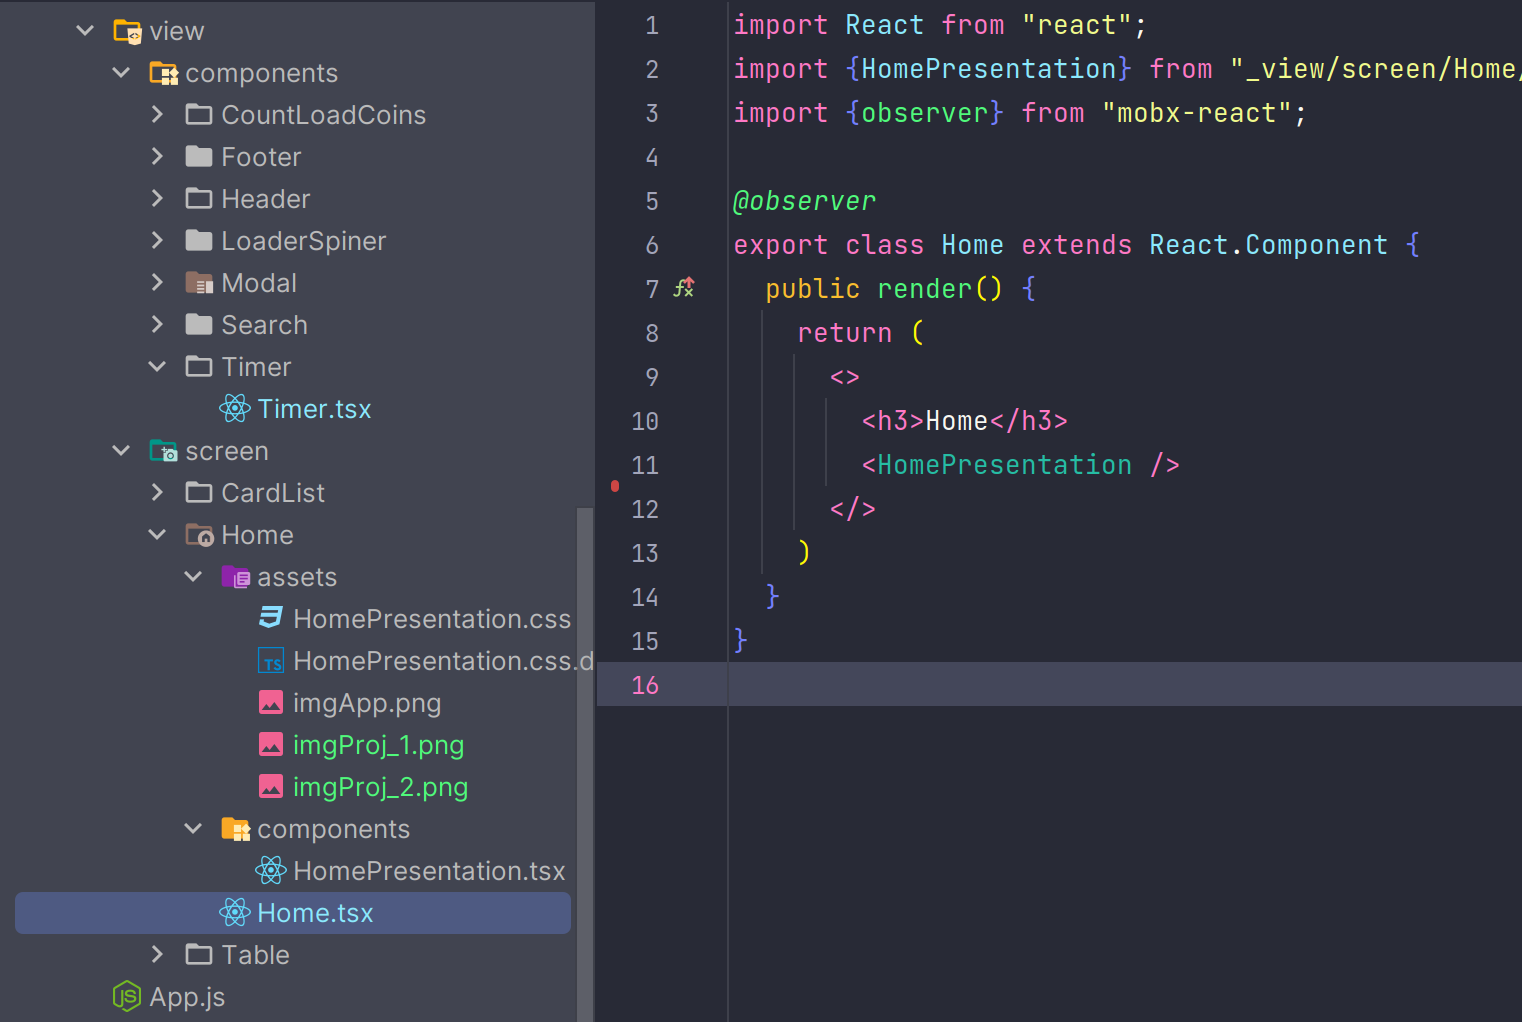 view
components
CountLoadCoins
Footer
Header
LoaderSpiner
Modal
Search
Timer
Timer.tsx
screen
CardList
Home
assets
HomePresentation.css
HomePresentation.css.d
imgApp.png
imgProj_1.png
imgProj_2.png
components
HomePresentation.tsx
Home.tsx
Table
App.js
1 import React from "react";
2 import {HomePresentation} from "_view/screen/Home/
3 import {observer} from "mobx-react";
4
5 @observer
6 export class Home extends React.Component {
7 public render() {
8 return (
9 <>
10 <h3>Home</h3>
11 <HomePresentation />
12 </>
13 )
14 }
15 }
16